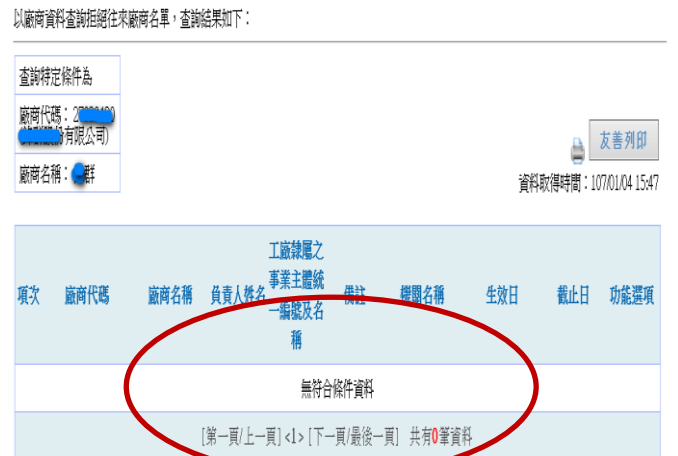 以廠商資料查詢拒絕往來廠商名單，查詢結果如下：
查詢特定條件為
廠商代碼：2
有限公司)
廠商名稱： 群
友善列印
資料取得時間：107/01/04 15:47
項次 廠商代碼 廠商名稱 負責人姓名 工廠隸屬之事業主體統一編號及名稱 備註 機關名稱 生效日 截止日 功能選項
無符合條件資料
[第一頁/上一頁] <1> [下一頁/最後一頁] 共有0筆資料